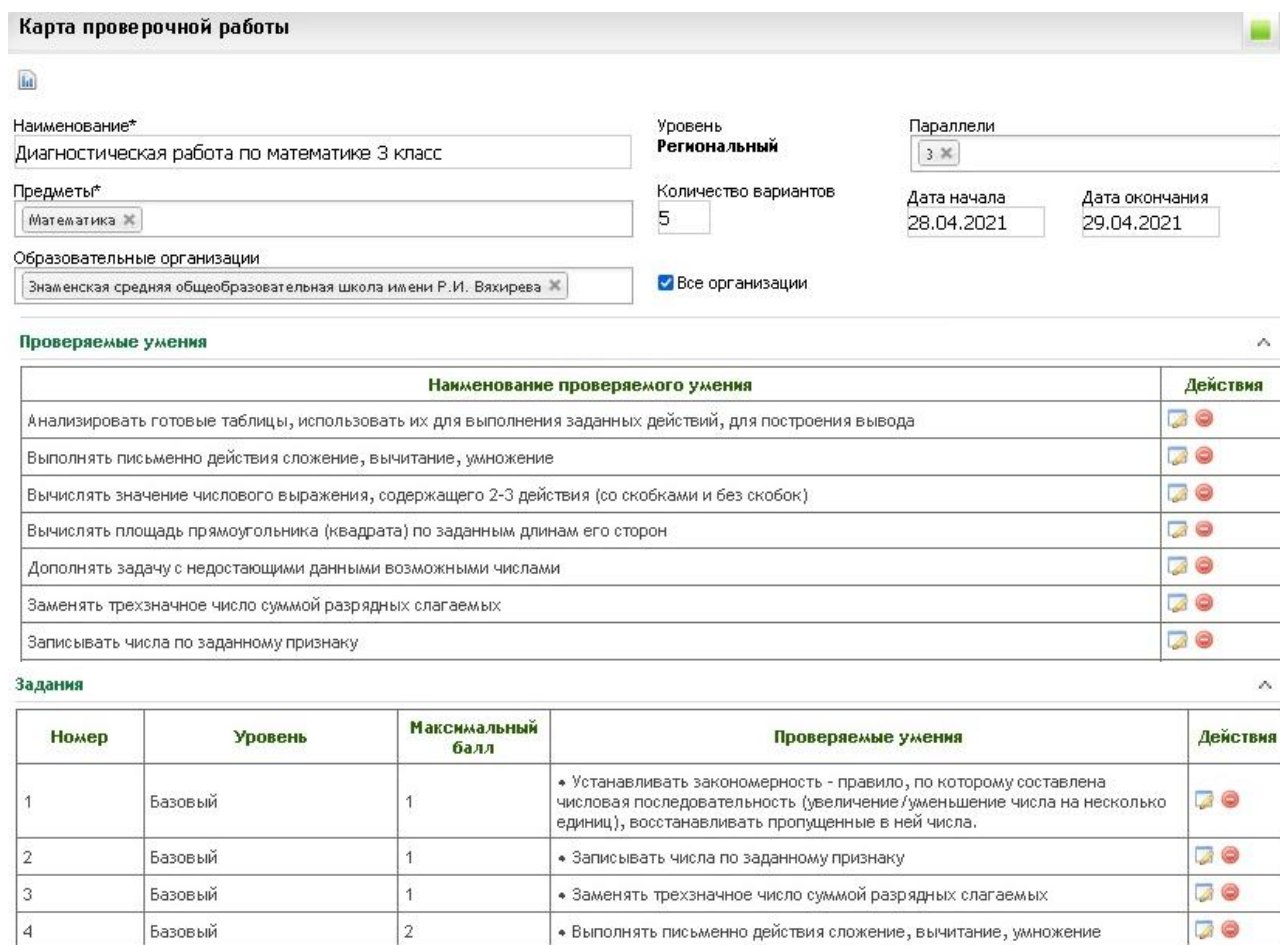 Карта проверочной работы
Наименование*
Уровень
Параллели
Диагностическая работа по математике 3 класс
Региональный
3
Предметы*
Количество вариантов
Дата начала
Дата окончания
Математика
5
28.04.2021
29.04.2021
Образовательные организации
Знаменская средняя общеобразовательная школа имени Р.И. Вяхирева
Все организации
Проверяемые умения
Наименование проверяемого умения
Действия
Анализировать готовые таблицы, использовать их для выполнения заданных действий, для построения вывода
Выполнять письменно действия сложение, вычитание, умножение
Вычислять значение числового выражения, содержащего 2-3 действия (со скобками и без скобок)
Вычислять площадь прямоугольника (квадрата) по заданным длинам его сторон
Дополнять задачу с недостающими данными возможными числами
Заменять трехзначное число суммой разрядных слагаемых
Записывать числа по заданному признаку
Задания
Номер
Уровень
Максимальный
балл
Проверяемые умения
Действия
1
Базовый
1
• Устанавливать закономерность - правило, по которому составлена
числовая последовательность (увеличение/уменьшение числа на несколько
единиц), восстанавливать пропущенные в ней числа.
2
Базовый
1
• Записывать числа по заданному признаку
3
Базовый
1
• Заменять трехзначное число суммой разрядных слагаемых
4
Базовый
2
• Выполнять письменно действия сложение, вычитание, умножение